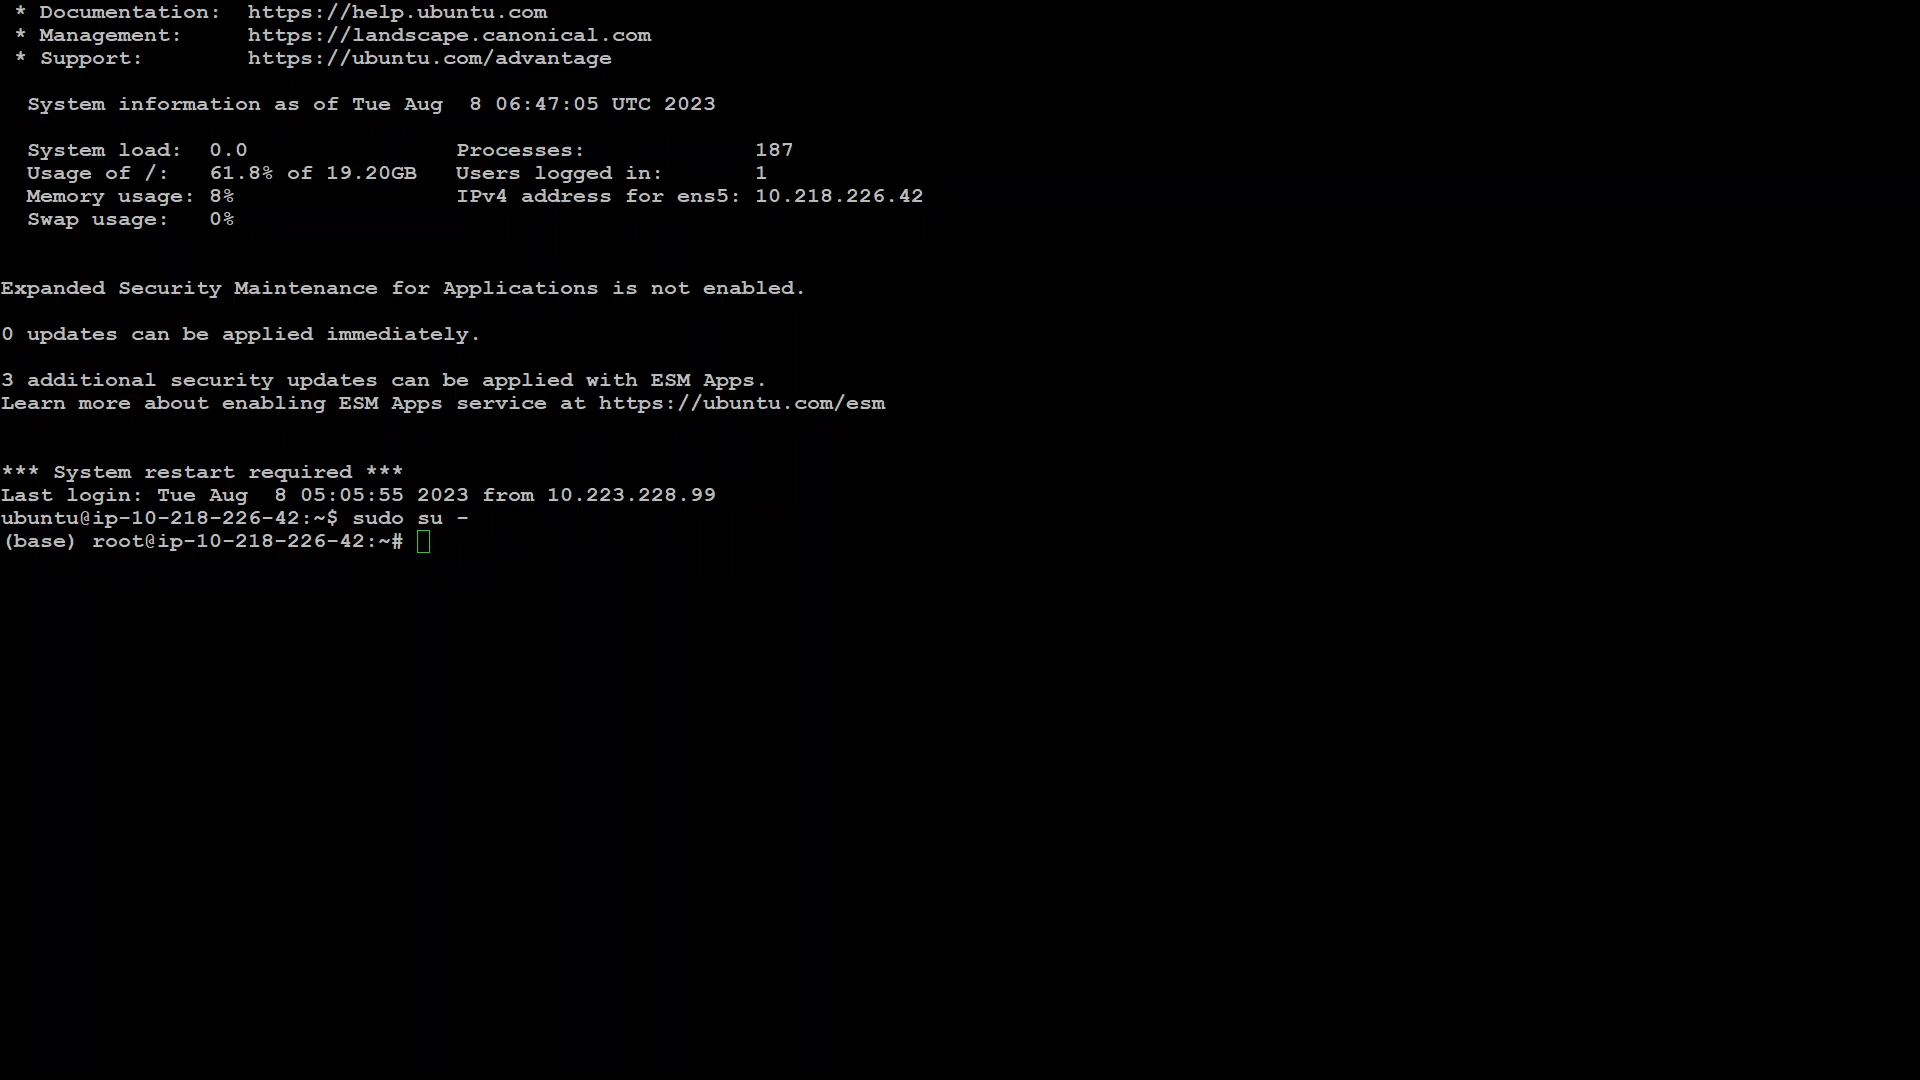 * Documentation:  https://help.ubuntu.com
 * Management:     https://landscape.canonical.com
 * Support:        https://ubuntu.com/advantage

  System information as of Tue Aug  8 06:47:05 UTC 2023

  System load:  0.0                Processes:             187
  Usage of /:   61.8% of 19.20GB   Users logged in:       1
  Memory usage: 8%                 IPv4 address for ens5: 10.218.226.42
  Swap usage:   0%


Expanded Security Maintenance for Applications is not enabled.

0 updates can be applied immediately.

3 additional security updates can be applied with ESM Apps.
Learn more about enabling ESM Apps service at https://ubuntu.com/esm


*** System restart required ***
Last login: Tue Aug  8 05:05:55 2023 from 10.223.228.99
ubuntu@ip-10-218-226-42:~$ sudo su -
(base) root@ip-10-218-226-42:~#